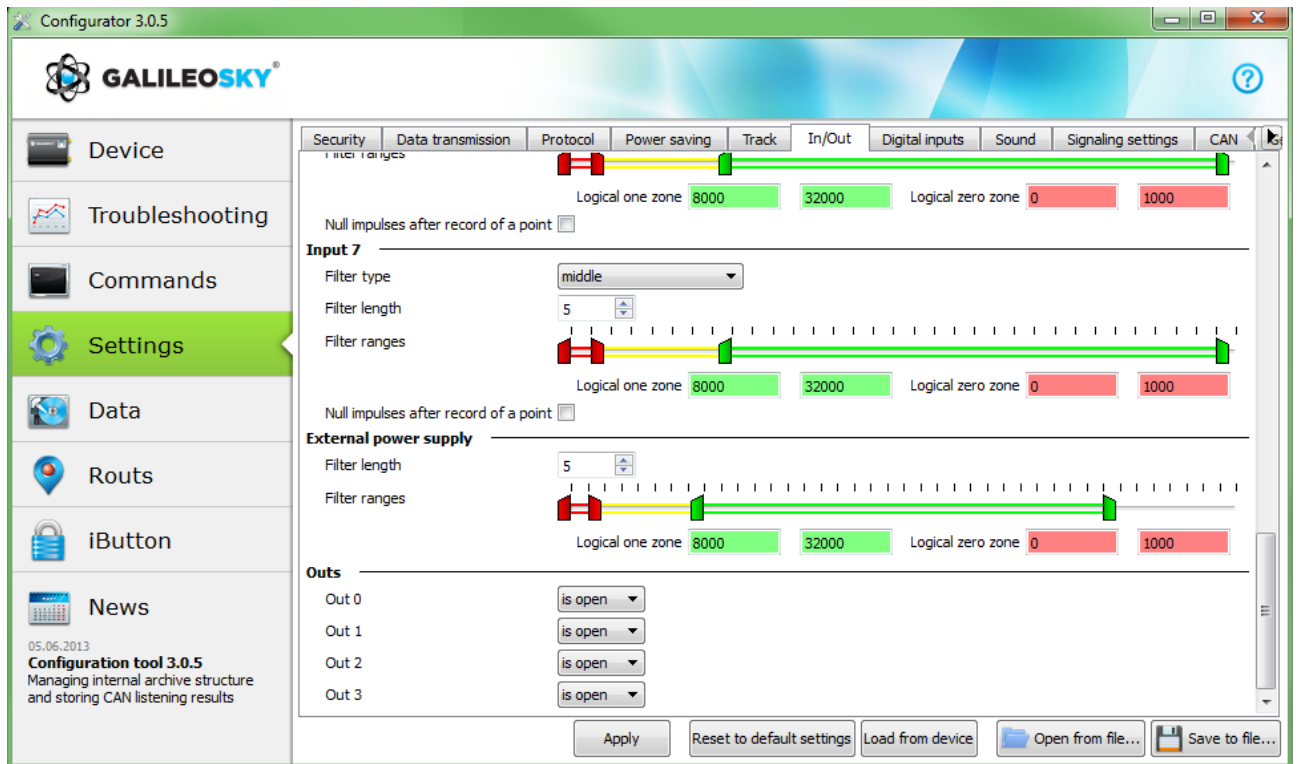 Configurator 3.0.5
GALILEOSKY®
?
Device
Troubleshooting
Commands
Settings
Data
Routs
iButton
News
05.06.2013
Configuration tool 3.0.5
Managing internal archive structure
and storing CAN listening results
Security Data transmission Protocol Power saving Track In/Out Digital inputs Sound Signaling settings CAN
Filter ranges
Logical one zone 8000 32000 Logical zero zone 0 1000
Null impulses after record of a point
Input 7
Filter type middle
Filter length 5
Filter ranges
Logical one zone 8000 32000 Logical zero zone 0 1000
Null impulses after record of a point
External power supply
Filter length 5
Filter ranges
Logical one zone 8000 32000 Logical zero zone 0 1000
Outs
Out 0 is open
Out 1 is open
Out 2 is open
Out 3 is open
Apply Reset to default settings Load from device Open from file... Save to file...